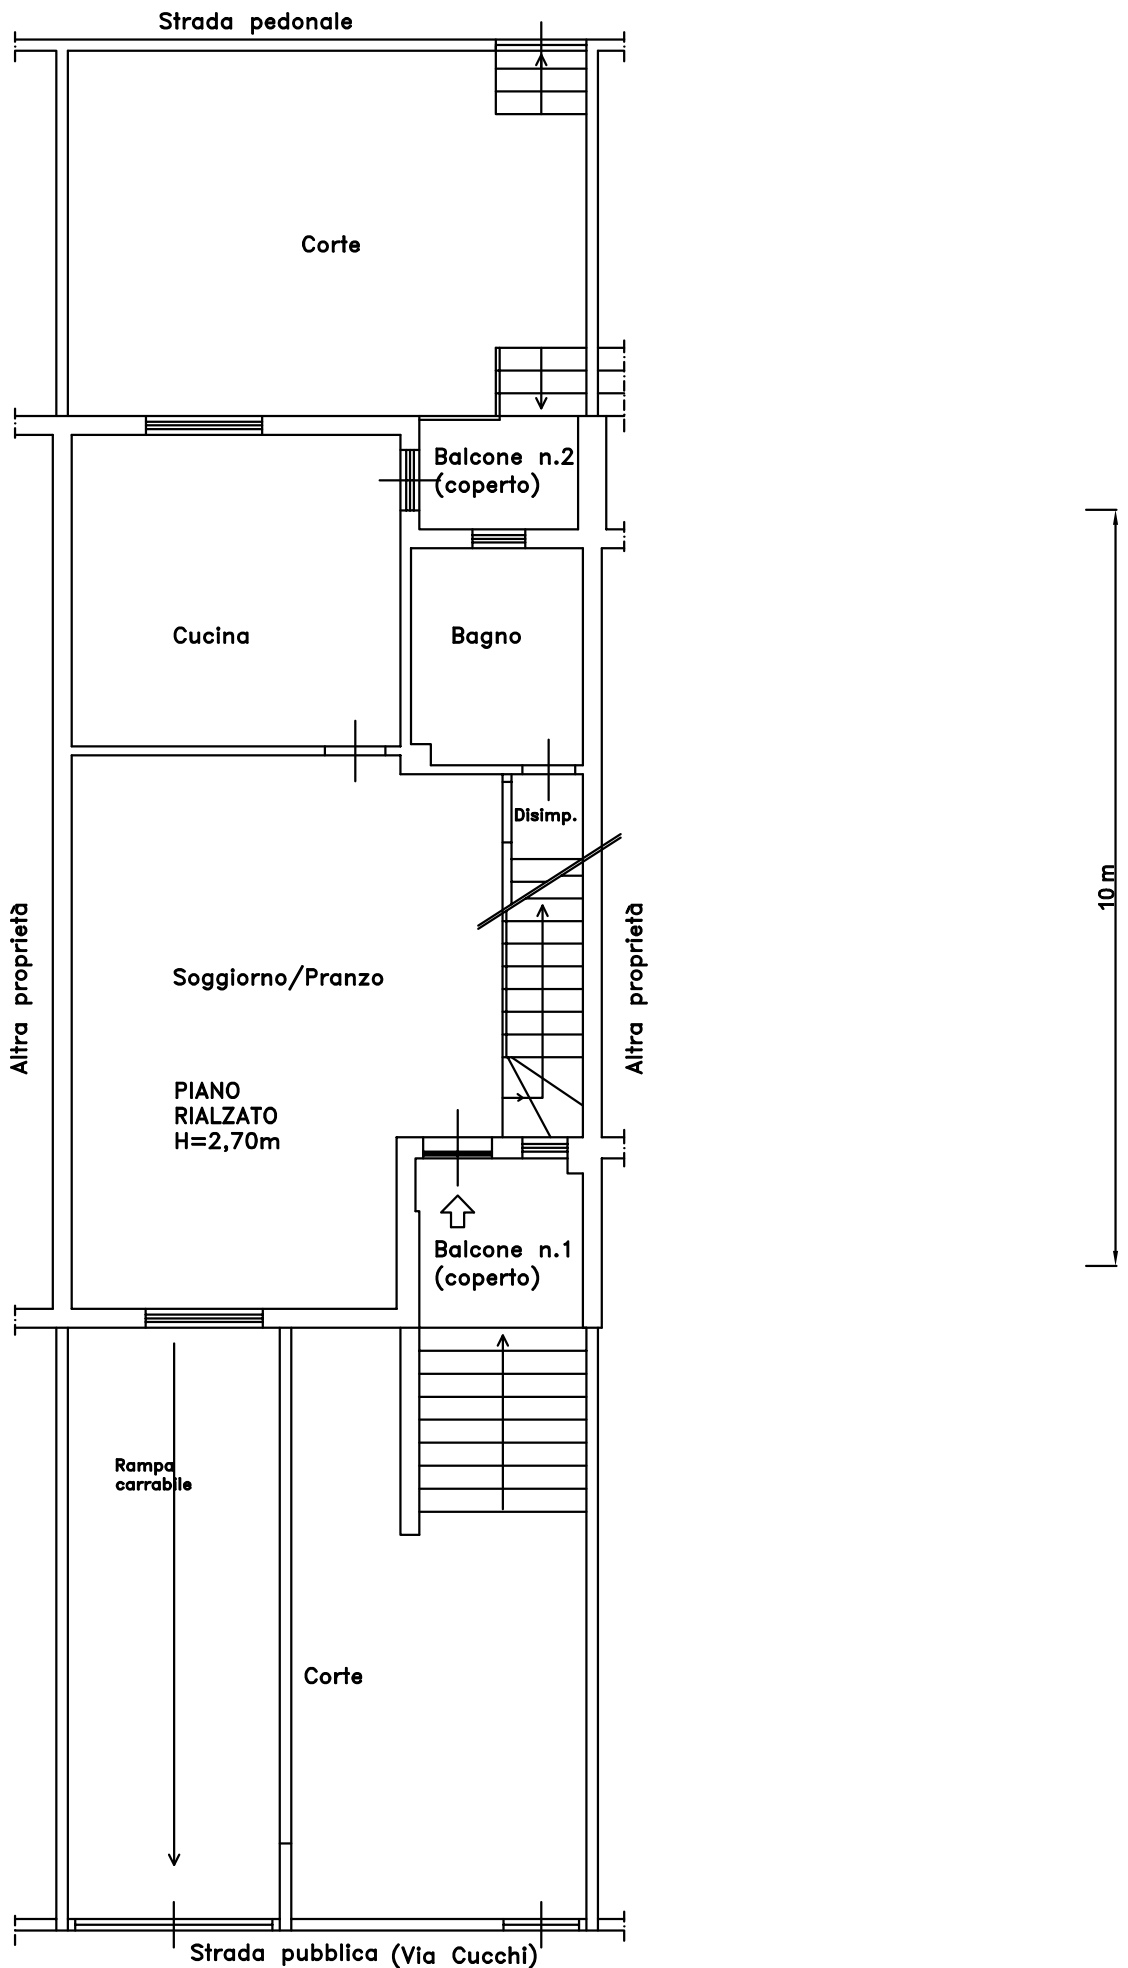 Strada pedonale
Corte
Balcone n.2
(coperto)
Cucina
Bagno
Disimp.
10 m
Altra proprietà
Altra proprietà
Soggiorno/Pranzo
PIANO
RIALZATO
H=2,70m
Balcone n.1
(coperto)
Rampa
carrabile
Corte
Strada pubblica (Via Cucchi)